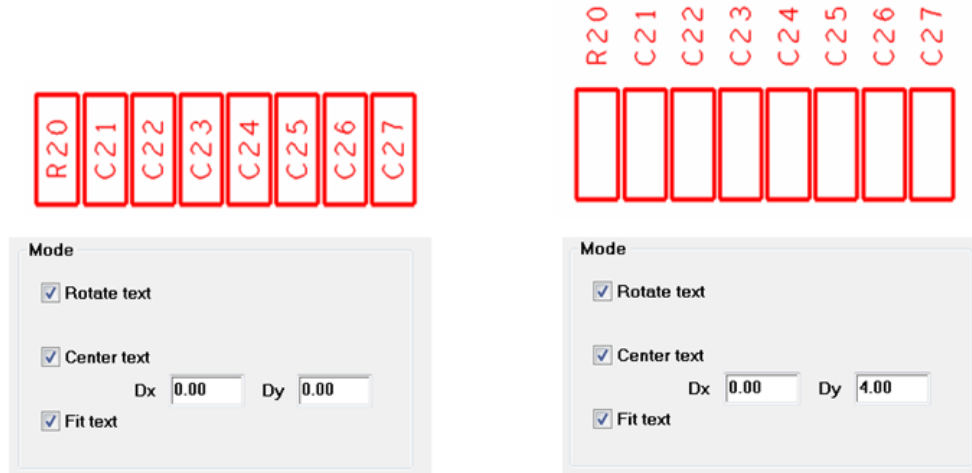 R20 C21 C22 C23 C24 C25 C26 C27
Mode
Rotate text
Center text
Dx 0.00 Dy 0.00
Fit text
R20 C21 C22 C23 C24 C25 C26 C27
Mode
Rotate text
Center text
Dx 0.00 Dy 4.00
Fit text